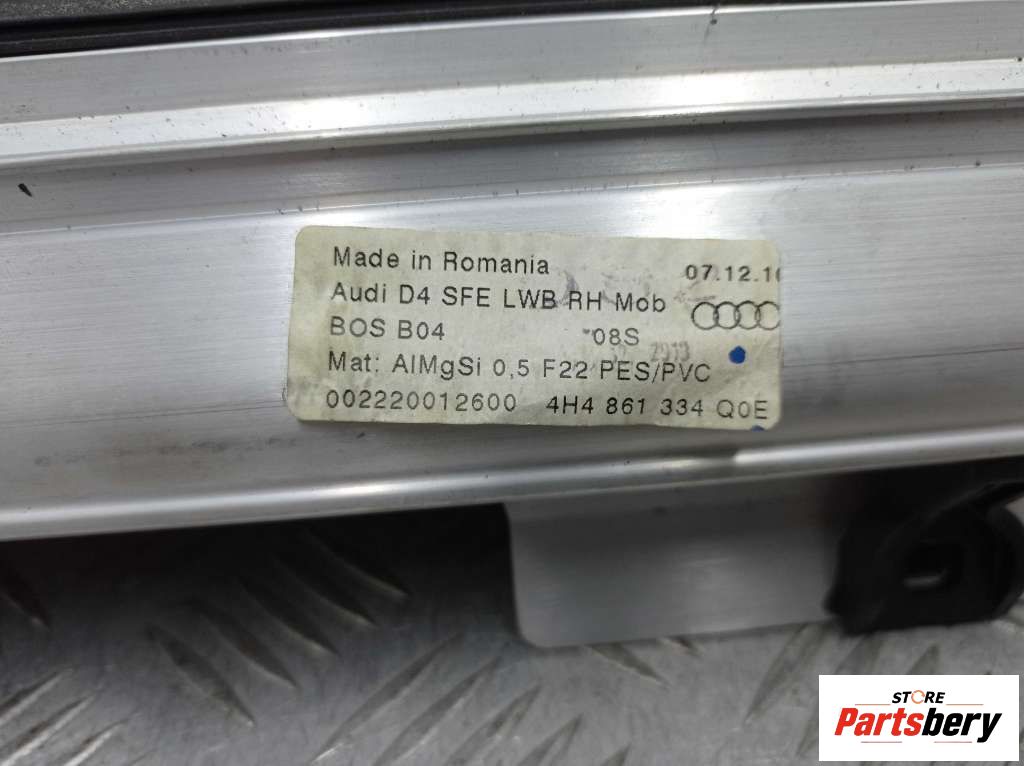 Made in Romania 07.12.1
Audi D4 SFE LWB RH Mob
BOS B04 08S
Mat: AlMgSi 0,5 F22 PES/PVC
002220012600 4H4 861 334 Q0E
STORE
Partsbery